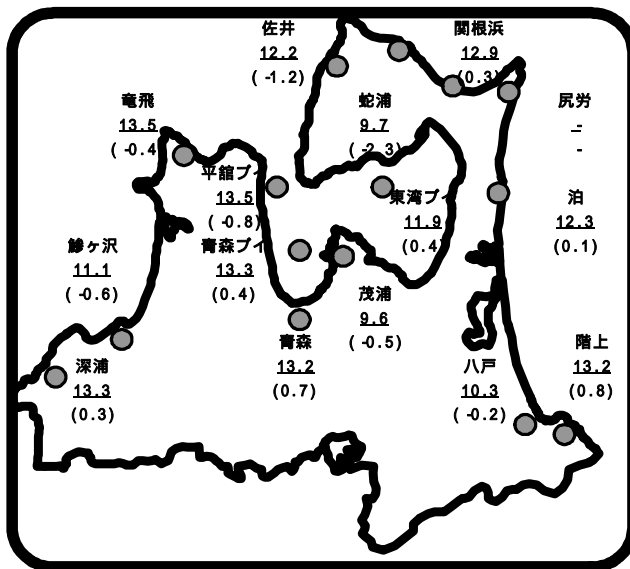 佐井
12.2
( -1.2)
関根浜
12.9
(0.3)
竜飛
13.5
( -0.4
蛇浦
9.7
( -2.3)
尻労
-
-
平舘ブイ
13.5
( -0.8)
東湾ブイ
11.9
(0.4)
泊
12.3
(0.1)
鰺ヶ沢
11.1
( -0.6)
青森ブイ
13.3
(0.4)
茂浦
9.6
( -0.5)
深浦
13.3
(0.3)
青森
13.2
(0.7)
八戸
10.3
( -0.2)
階上
13.2
(0.8)